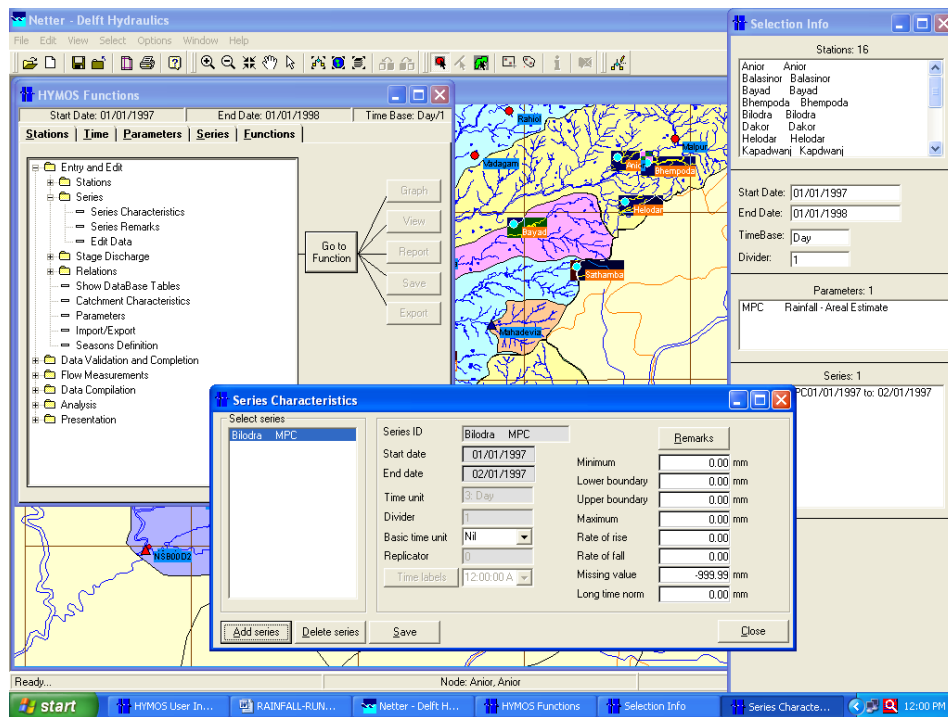 Netter - Delft Hydraulics
File Edit View Select Options Window Help
HYMOS Functions
Start Date: 01/01/1997 End Date: 01/01/1998 Time Base: Day/1
Stations Time Parameters Series Functions
Entry and Edit
Stations
Series
Series Characteristics
Series Remarks
Edit Data
Stage Discharge
Relations
Show DataBase Tables
Catchment Characteristics
Parameters
Import/Export
Seasons Definition
Data Validation and Completion
Flow Measurements
Data Compilation
Analysis
Presentation
Go to
Function
Graph
View
Report
Save
Export
Rahiol
Vadagam
Malpur
Anior
Bhempoda
Helodar
Bayad
Sathamba
Mahadevia
NSB00D2
Selection Info
Stations: 16
Anior Anior
Balasinor Balasinor
Bayad Bayad
Bhempoda Bhempoda
Bilodra Bilodra
Dakor Dakor
Helodar Helodar
Kapadwanj Kapdwanj
Start Date: 01/01/1997
End Date: 01/01/1998
TimeBase: Day
Divider: 1
Parameters: 1
MPC Rainfall - Areal Estimate
Series: 1
PC01/01/1997 to: 02/01/1997
Series Characteristics
Select series
Bilodra MPC
Series ID Bilodra MPC
Start date 01/01/1997
End date 02/01/1997
Time unit 3: Day
Divider 1
Basic time unit Nil
Replicator 0
Time labels 12:00:00 A
Remarks
Minimum 0.00 mm
Lower boundary 0.00 mm
Upper boundary 0.00 mm
Maximum 0.00 mm
Rate of rise 0.00
Rate of fall 0.00
Missing value -999.99 mm
Long time norm 0.00 mm
Add series Delete series Save Close
Ready... Node: Anior, Anior
start HYMOS User In... RAINFALL-RUN... Netter - Delft H... HYMOS Functions Selection Info Series Characte... 12:00 PM